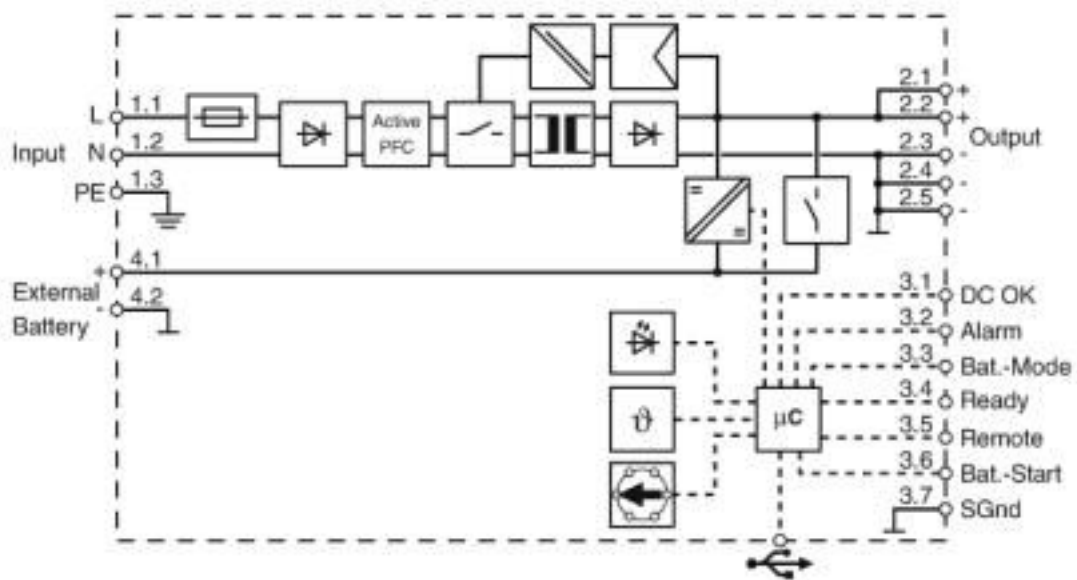 L 1.1
Input N 1.2
PE 1.3
Active
PFC
2.1 +
2.2 +
2.3 -
Output
2.4 -
2.5 -
=
=
+ 4.1
External
Battery
- 4.2
3.1 DC OK
3.2 Alarm
3.3 Bat.-Mode
3.4 Ready
3.5 Remote
3.6 Bat.-Start
3.7 SGnd
ϑ
µC